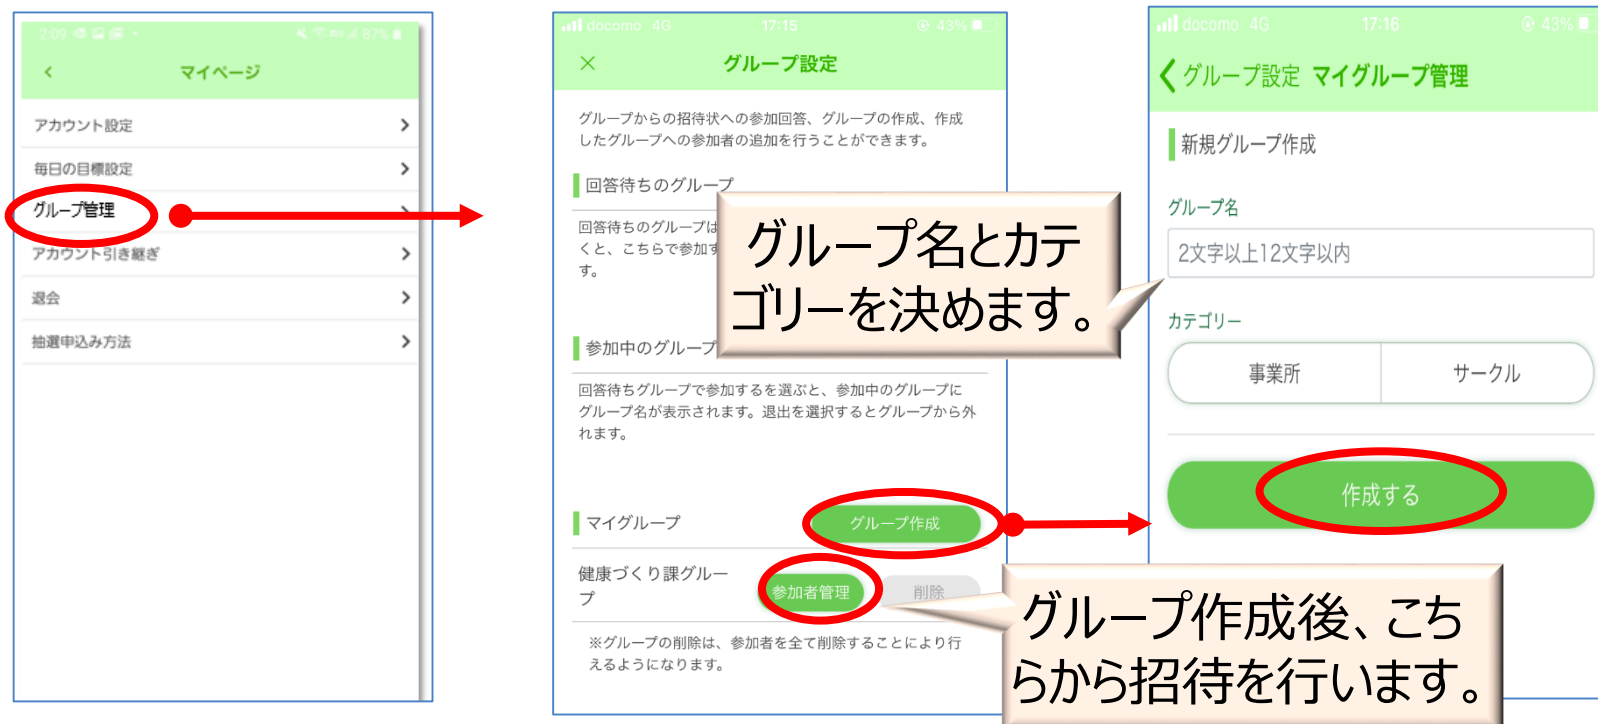 2:09 87%
マイページ
アカウント設定
毎日の目標設定
グループ管理
アカウント引き継ぎ
退会
抽選申込み方法
docomo 4G 17:15 43%
グループ設定
グループからの招待状への参加回答、グループの作成、作成
したグループへの参加者の追加を行うことができます。
回答待ちのグループ
回答待ちのグループは
くと、こちらで参加す
す。
参加中のグループ
回答待ちグループで参加するを選ぶと、参加中のグループに
グループ名が表示されます。退出を選択するとグループから外
れます。
マイグループ
グループ作成
健康づくり課グルー
プ
参加者管理
削除
※グループの削除は、参加者を全て削除することにより行
えるようになります。
グループ名とカテ
ゴリーを決めます。
docomo 4G 17:16 43%
グループ設定 マイグループ管理
新規グループ作成
グループ名
2文字以上12文字以内
カテゴリー
事業所 サークル
作成する
グループ作成後、こち
らから招待を行います。